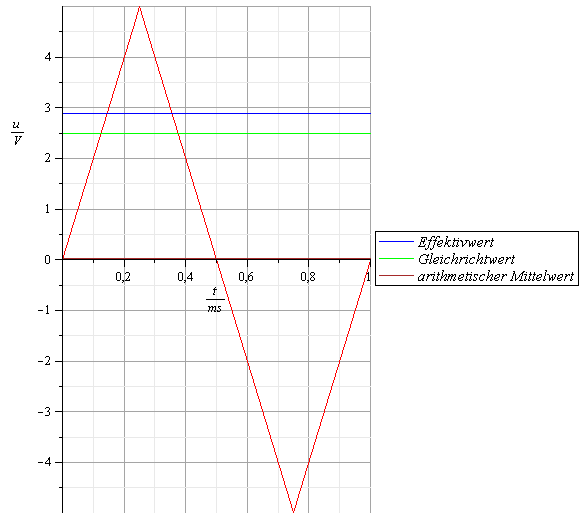 4
3
u
V
2
1
0
0,2
0,4
0,6
0,8
1
t
ms
−1
−2
−3
−4
Effektivwert
Gleichrichtwert
arithmetischer Mittelwert